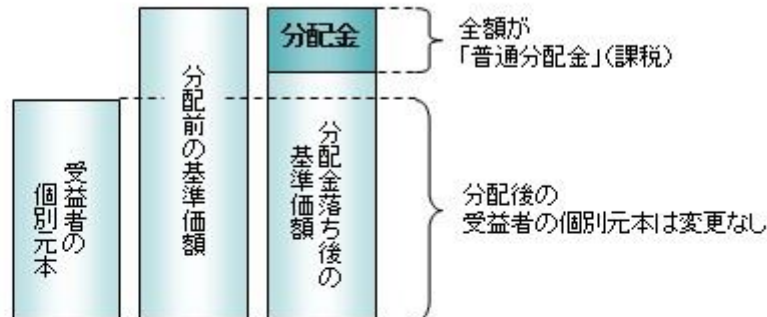 受益者の
個別元本
分配前の基準価額
分配金
分配金落ち後の
基準価額
全額が
「普通分配金」(課税)
分配後の
受益者の個別元本は変更なし